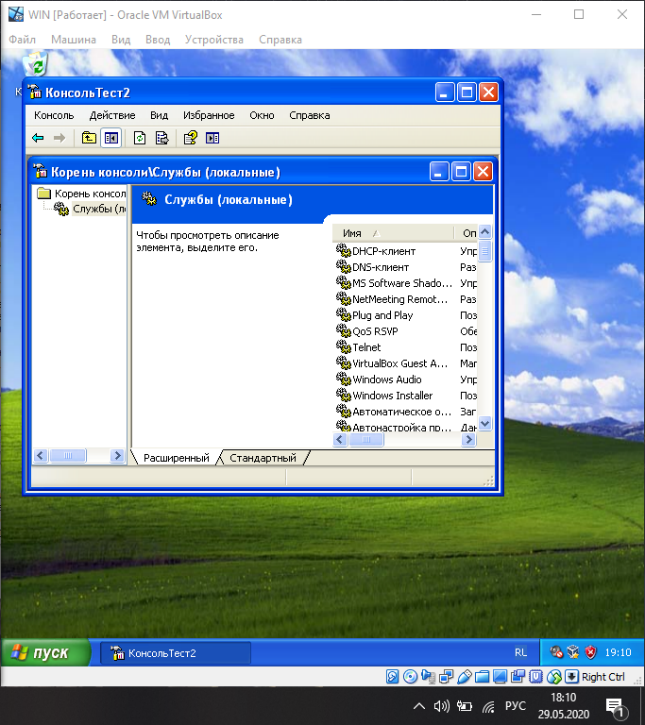 WIN [Работает] - Oracle VM VirtualBox
Файл Машина Вид Ввод Устройства Справка
КонсольТест2
Консоль Действие Вид Избранное Окно Справка
Корень консоли\Службы (локальные)
Корень консол
Службы (л
Службы (локальные)
Чтобы просмотреть описание
элемента, выделите его.
Имя Оп
DHCP-клиент Упр
DNS-клиент Раз
MS Software Shado... Упр
NetMeeting Remot... Раз
Plug and Play Поз
QoS RSVP Обе
Telnet Поз
VirtualBox Guest A... Mar
Windows Audio Упр
Windows Installer Поз
Автоматическое о... Заг
Автонастройка пр... Дан
Расширенный Стандартный
пуск КонсольТест2 RL 19:10
Right Ctrl
РУС 18:10
29.05.2020
1